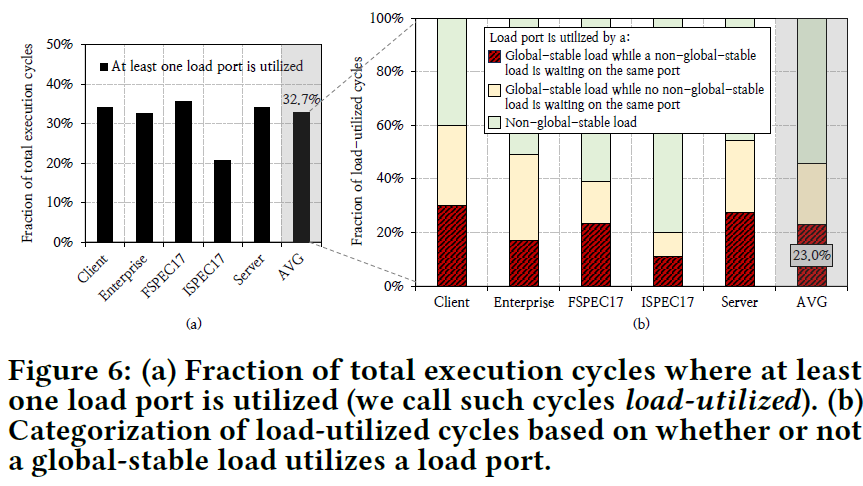 50%
40%
30%
20%
10%
0%
Fraction of total execution cycles
At least one load port is utilized
32.7%
Client
Enterprise
FSPEC17
ISPEC17
Server
AVG
(a)
100%
80%
60%
40%
20%
0%
Fraction of load-utilized cycles
Load port is utilized by a:
Global-stable load while a non-global-stable
load is waiting on the same port
Global-stable load while no non-global-stable
load is waiting on the same port
Non-global-stable load
23.0%
Client
Enterprise
FSPEC17
ISPEC17
Server
AVG
(b)
Figure 6: (a) Fraction of total execution cycles where at least
one load port is utilized (we call such cycles load-utilized). (b)
Categorization of load-utilized cycles based on whether or not
a global-stable load utilizes a load port.